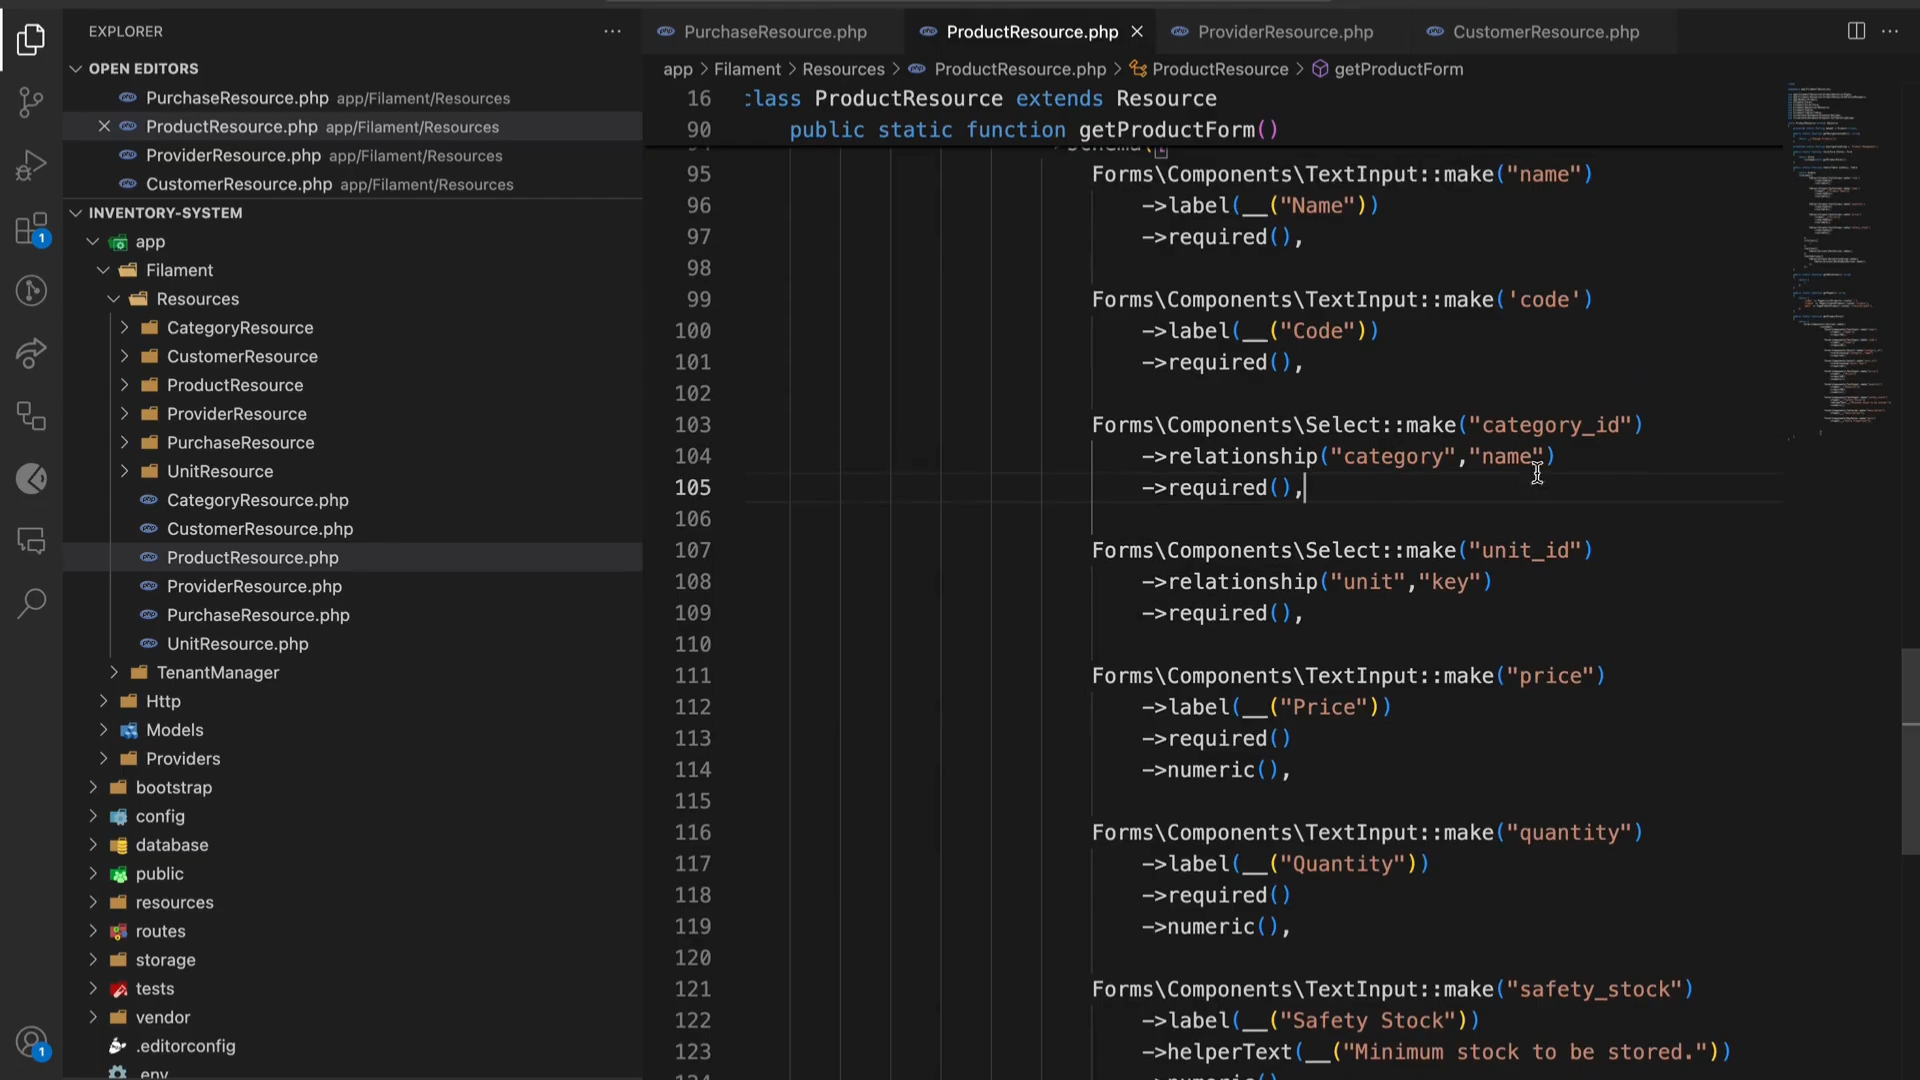 EXPLORER
OPEN EDITORS
PurchaseResource.php app/Filament/Resources
ProductResource.php app/Filament/Resources
ProviderResource.php app/Filament/Resources
CustomerResource.php app/Filament/Resources
INVENTORY-SYSTEM
app
Filament
Resources
CategoryResource
CustomerResource
ProductResource
ProviderResource
PurchaseResource
UnitResource
CategoryResource.php
CustomerResource.php
ProductResource.php
ProviderResource.php
PurchaseResource.php
UnitResource.php
TenantManager
Http
Models
Providers
bootstrap
config
database
public
resources
routes
storage
tests
vendor
.editorconfig
.env
1
1
PurchaseResource.php ProductResource.php ProviderResource.php CustomerResource.php
app > Filament > Resources > ProductResource.php > ProductResource > getProductForm
16 class ProductResource extends Resource
90 public static function getProductForm()
95 Forms\Components\TextInput::make("name")
96 ->label(__("Name"))
97 ->required(),
98
99 Forms\Components\TextInput::make('code')
100 ->label(__("Code"))
101 ->required(),
102
103 Forms\Components\Select::make("category_id")
104 ->relationship("category","name")
105 ->required(),
106
107 Forms\Components\Select::make("unit_id")
108 ->relationship("unit","key")
109 ->required(),
110
111 Forms\Components\TextInput::make("price")
112 ->label(__("Price"))
113 ->required()
114 ->numeric(),
115
116 Forms\Components\TextInput::make("quantity")
117 ->label(__("Quantity"))
118 ->required()
119 ->numeric(),
120
121 Forms\Components\TextInput::make("safety_stock")
122 ->label(__("Safety Stock"))
123 ->helperText(__("Minimum stock to be stored."))